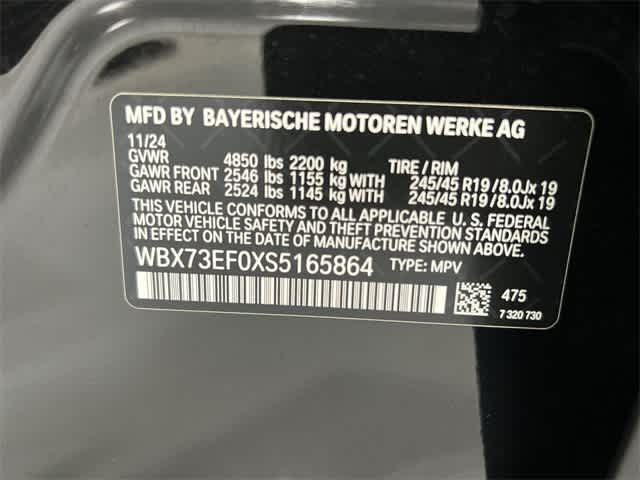 MFD BY BAYERISCHE MOTOREN WERKE AG
11/24
GVWR 4850 lbs 2200 kg TIRE / RIM
GAWR FRONT 2546 lbs 1155 kg WITH 245/45 R19 / 8.0Jx 19
GAWR REAR 2524 lbs 1145 kg WITH 245/45 R19 / 8.0Jx 19
THIS VEHICLE CONFORMS TO ALL APPLICABLE U. S. FEDERAL
MOTOR VEHICLE SAFETY, BUMPER, AND THEFT PREVENTION
STANDARDS IN EFFECT ON THE DATE OF MANUFACTURE SHOWN ABOVE.
WBX73EF0XS5165864 TYPE: MPV
475
7 320 730